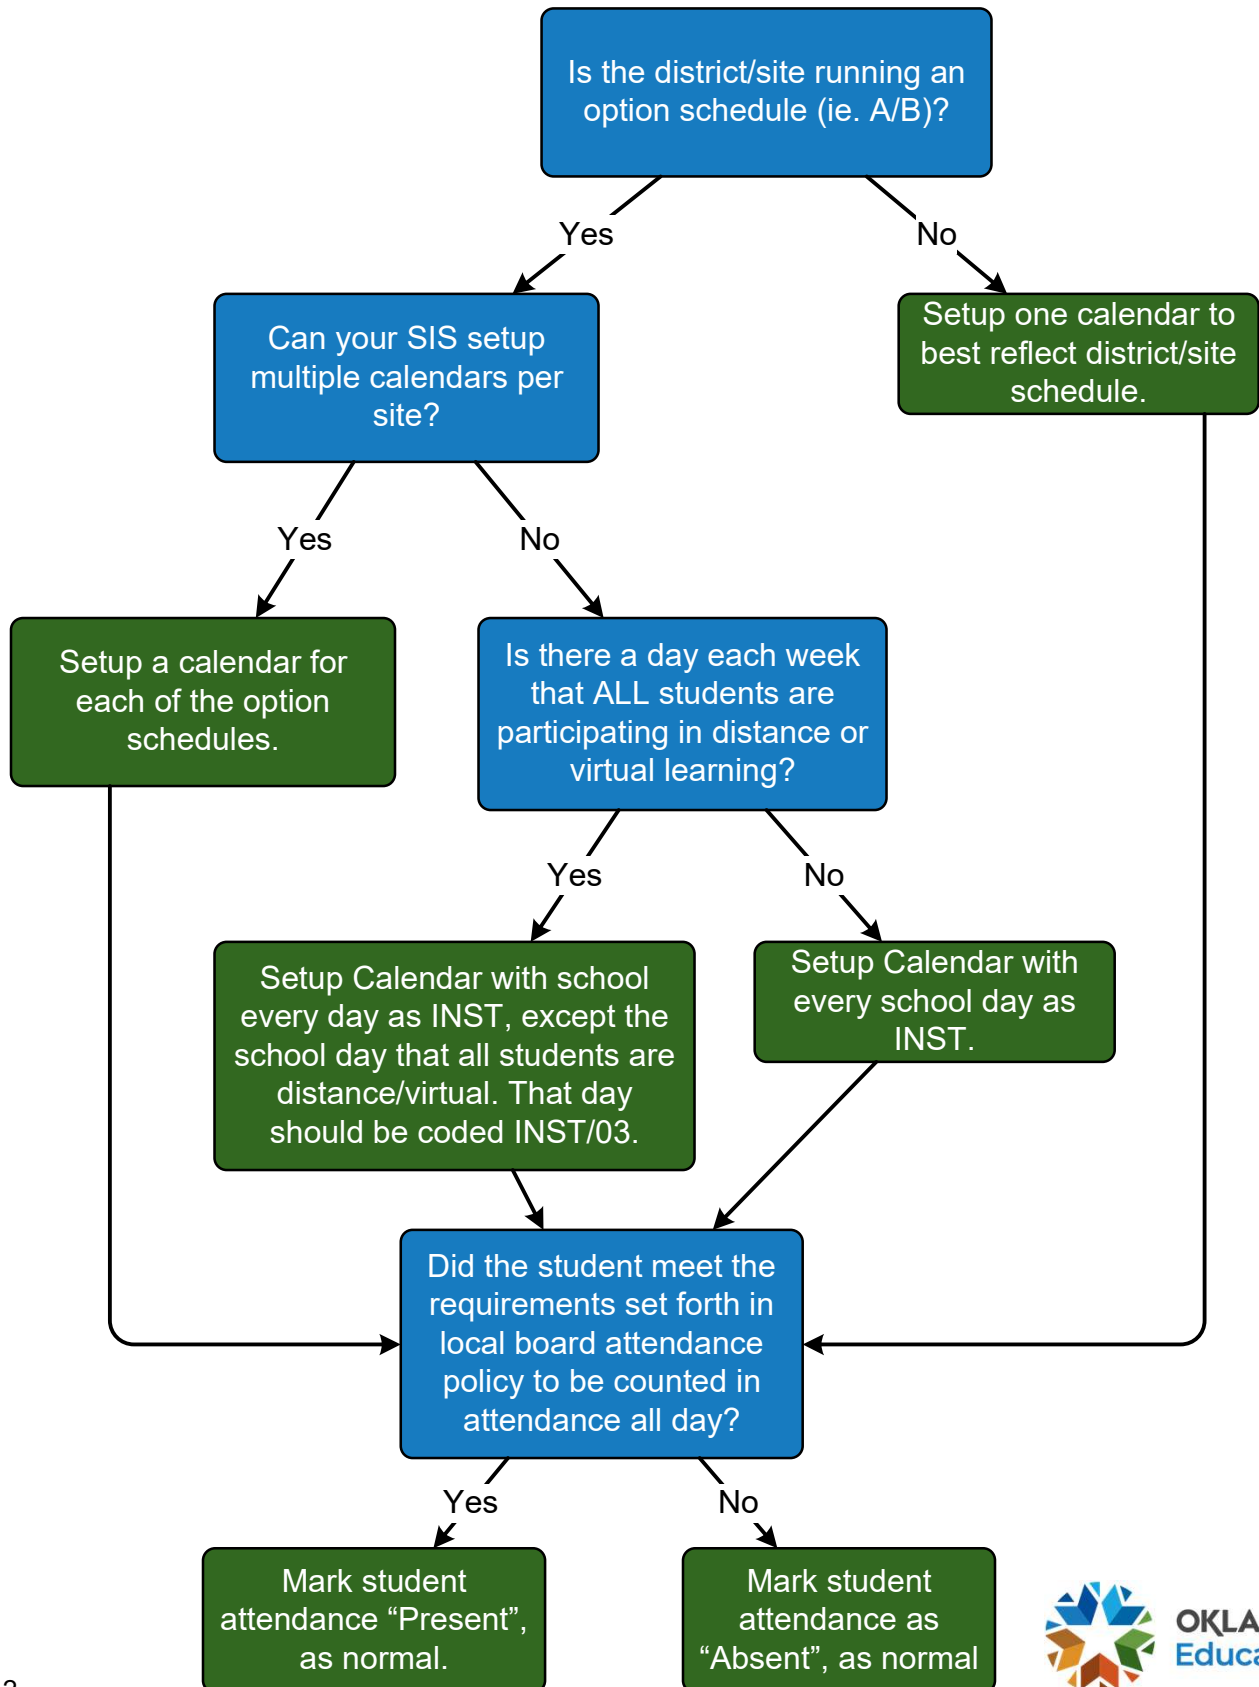 Is the district/site running an
option schedule (ie. A/B)?
Yes
No
Can your SIS setup
multiple calendars per
site?
Setup one calendar to
best reflect district/site
schedule.
Yes
No
Setup a calendar for
each of the option
schedules.
Is there a day each week
that ALL students are
participating in distance or
virtual learning?
Yes
No
Setup Calendar with school
every day as INST, except the
school day that all students are
distance/virtual. That day
should be coded INST/03.
Setup Calendar with
every school day as
INST.
Did the student meet the
requirements set forth in
local board attendance
policy to be counted in
attendance all day?
Yes
No
Mark student
attendance “Present”,
as normal.
Mark student
attendance as
“Absent”, as normal
OKLA
Educa